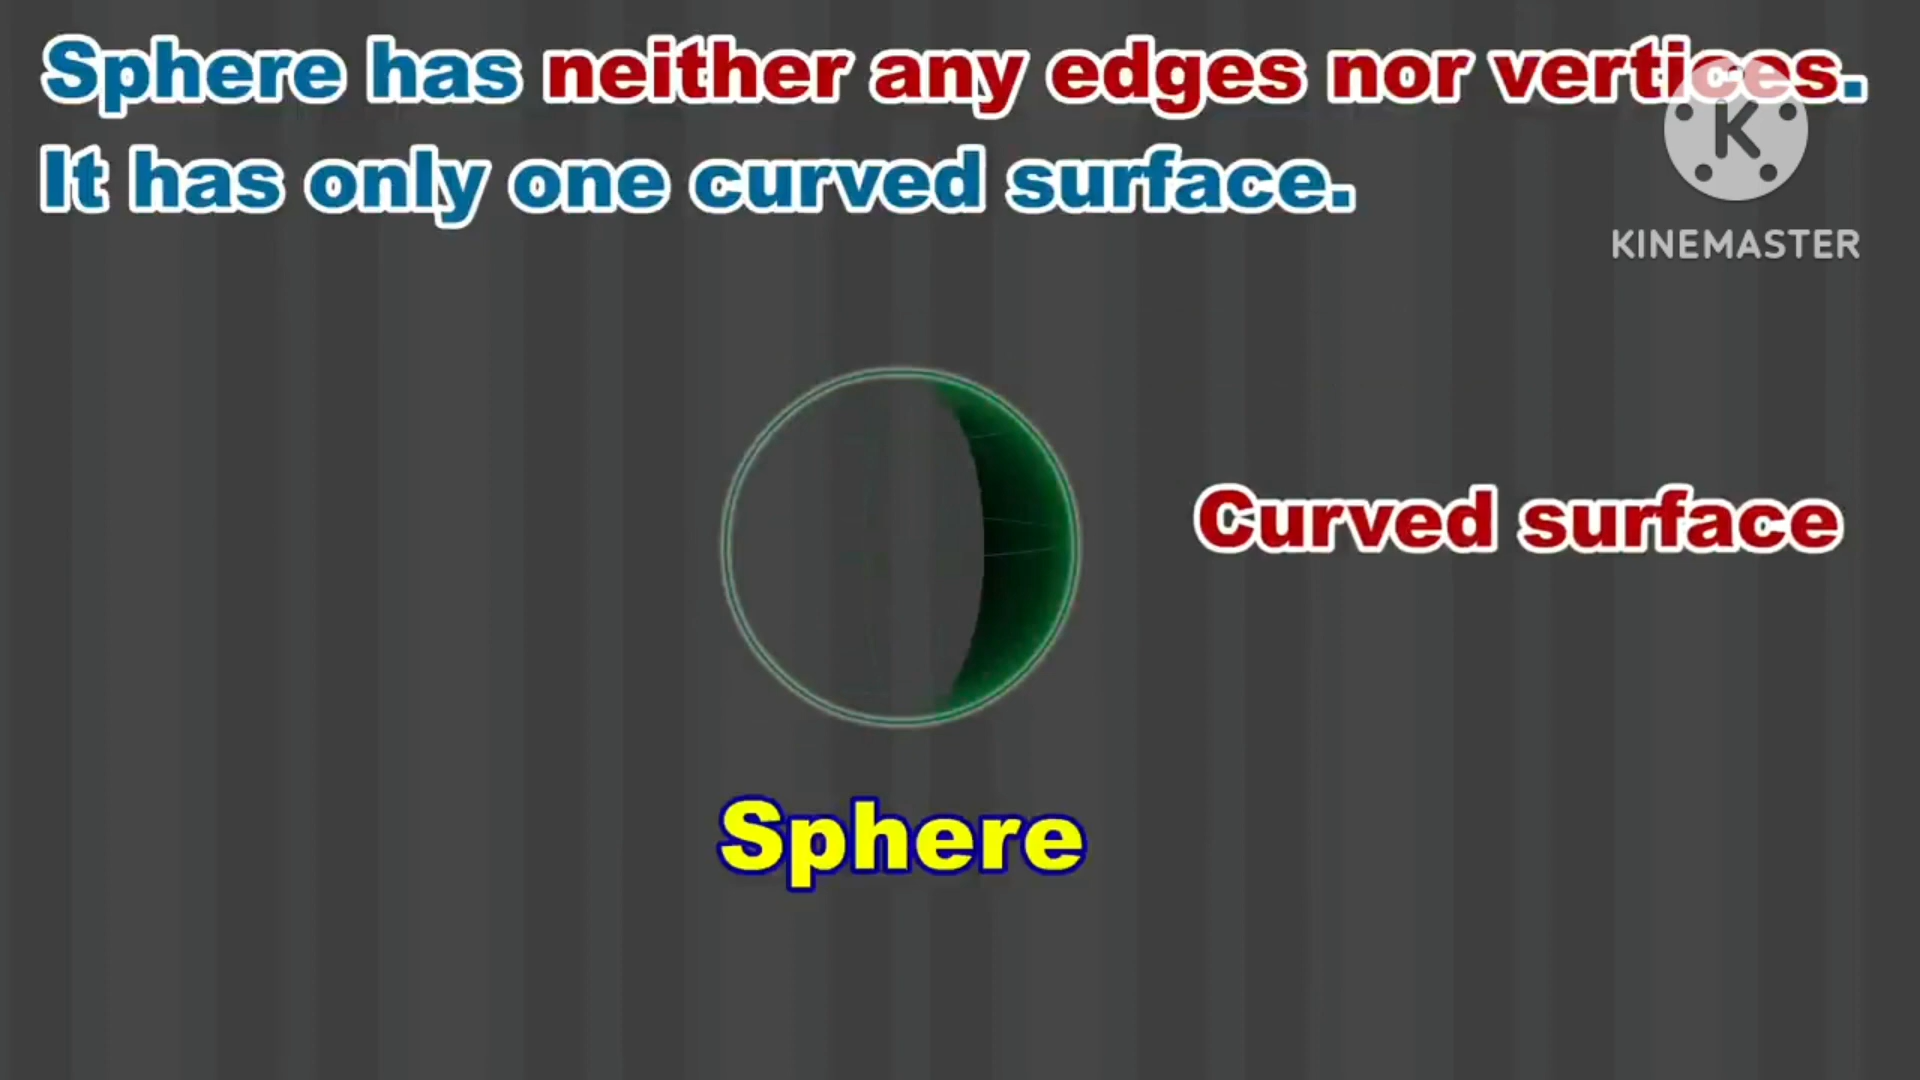 Sphere has neither any edges nor vertices.
It has only one curved surface.
K
KINEMASTER
Curved surface
Sphere